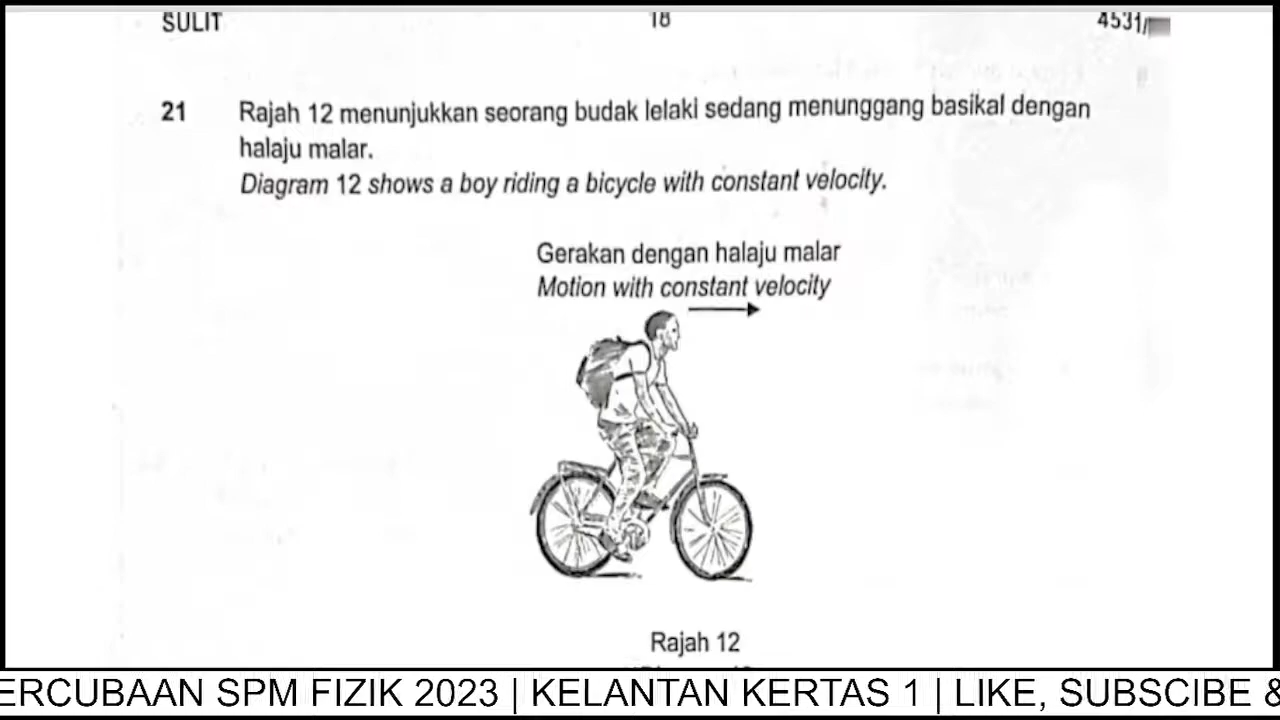 SULIT 18 4531/
21 Rajah 12 menunjukkan seorang budak lelaki sedang menunggang basikal dengan
halaju malar.
Diagram 12 shows a boy riding a bicycle with constant velocity.
Gerakan dengan halaju malar
Motion with constant velocity
Rajah 12
ERCUBAAN SPM FIZIK 2023 | KELANTAN KERTAS 1 | LIKE, SUBSCIBE &